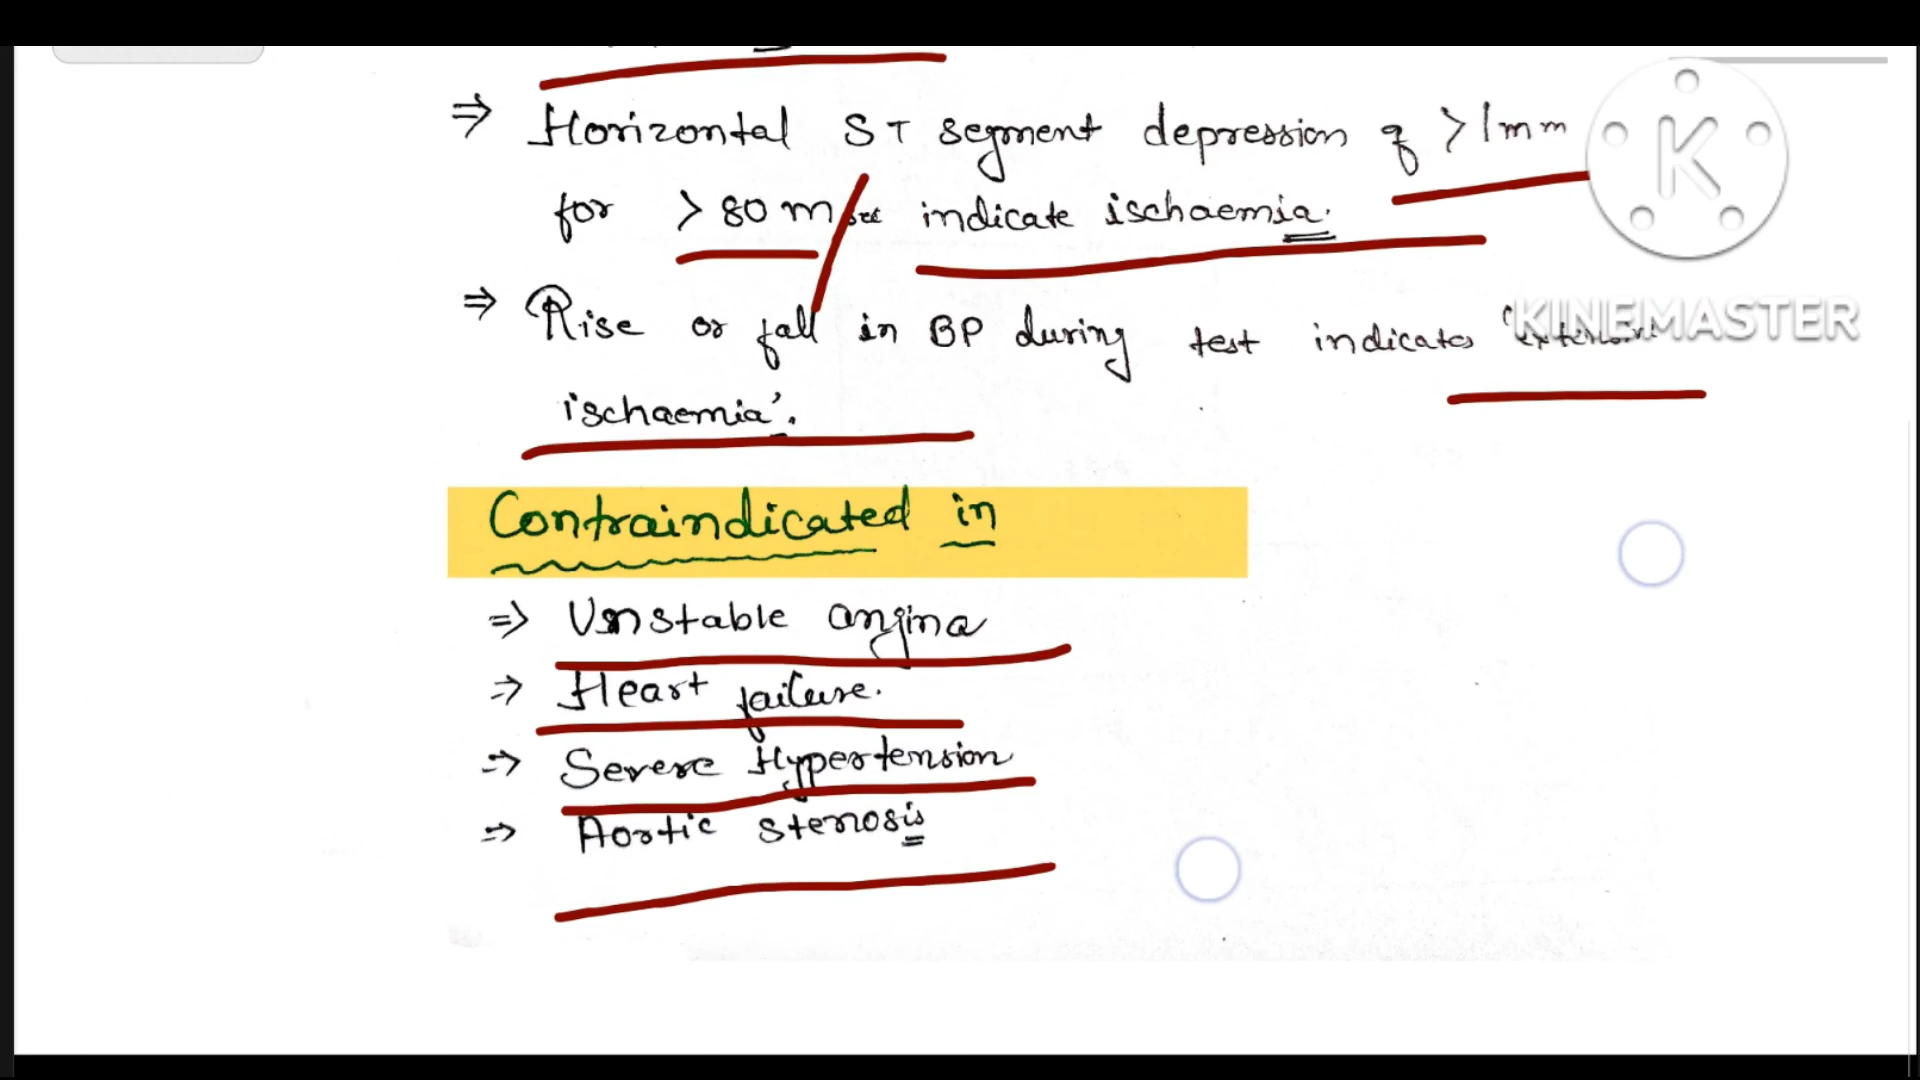 ⇒ Horizontal ST segment depression of >1mm
for >80 msec indicate ischaemia.
⇒ Rise or fall in BP during test indicates
ischaemia'.
Contraindicated in
⇒ Unstable angina
⇒ Heart failure.
⇒ Severe Hypertension
⇒ Aortic stenosis
K
KINEMASTER